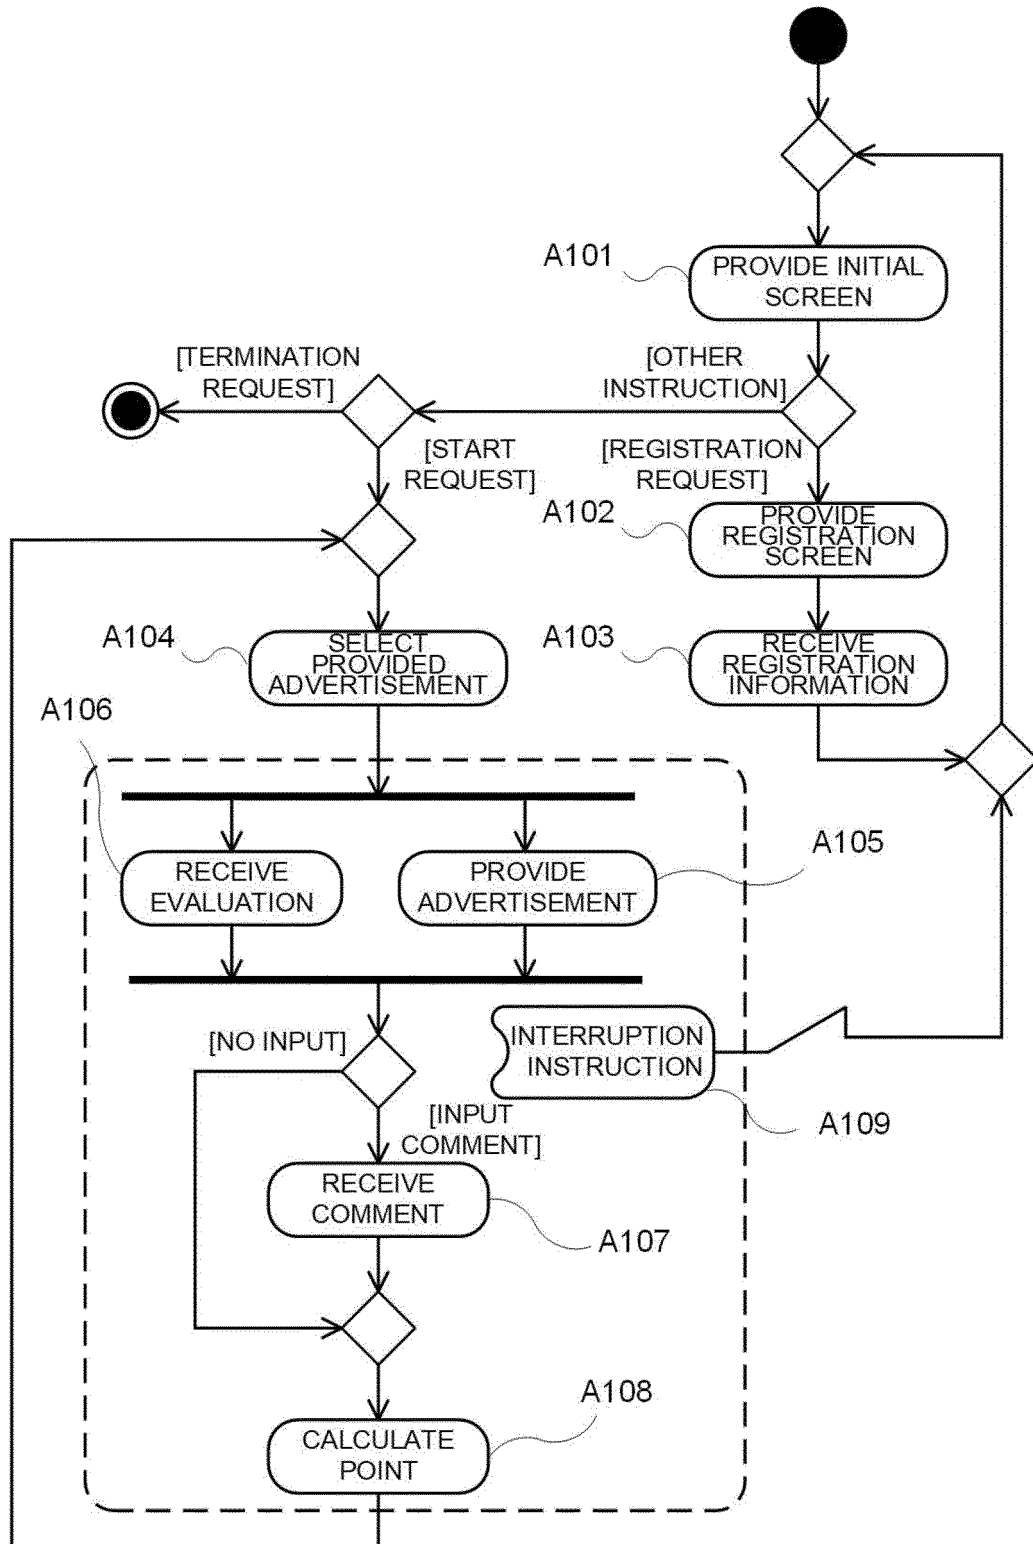 A101
PROVIDE INITIAL
SCREEN
[TERMINATION
REQUEST]
[OTHER
INSTRUCTION]
[START
REQUEST]
[REGISTRATION
REQUEST]
A102
PROVIDE
REGISTRATION
SCREEN
A104
SELECT
PROVIDED
ADVERTISEMENT
A103
RECEIVE
REGISTRATION
INFORMATION
A106
RECEIVE
EVALUATION
PROVIDE
ADVERTISEMENT
A105
[NO INPUT]
INTERRUPTION
INSTRUCTION
A109
[INPUT
COMMENT]
RECEIVE
COMMENT
A107
A108
CALCULATE
POINT